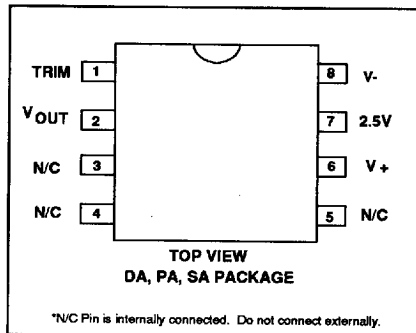 TRIM 1 8 V-
VOUT 2 7 2.5V
N/C 3 6 V+
N/C 4 5 N/C
TOP VIEW
DA, PA, SA PACKAGE
*N/C Pin is internally connected. Do not connect externally.